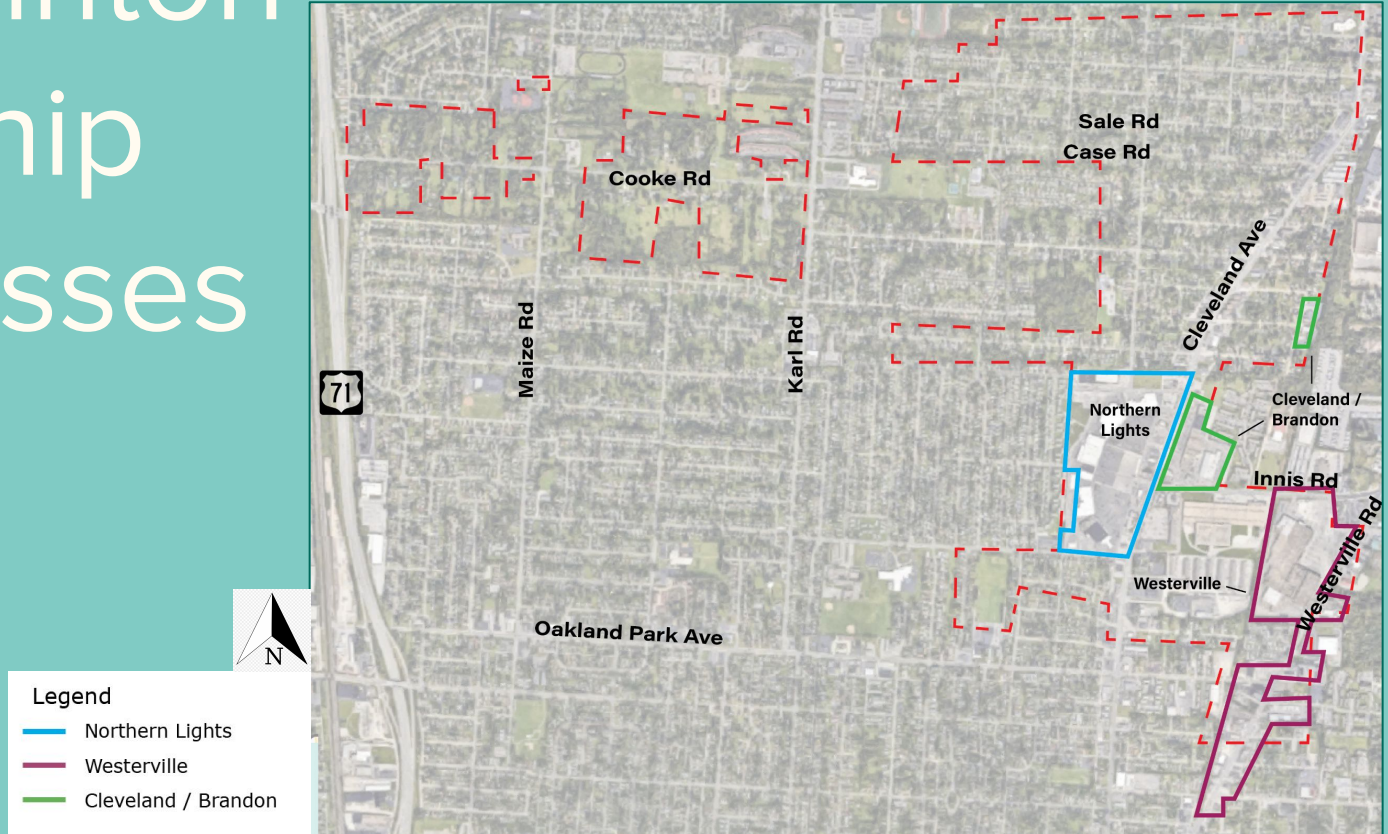 hip
sses
Sale Rd
Case Rd
Cooke Rd
Cleveland Ave
Maize Rd
Karl Rd
71
Northern
Lights
Cleveland /
Brandon
Innis Rd
Westerville Rd
Westerville
Oakland Park Ave
N
Legend
Northern Lights
Westerville
Cleveland / Brandon